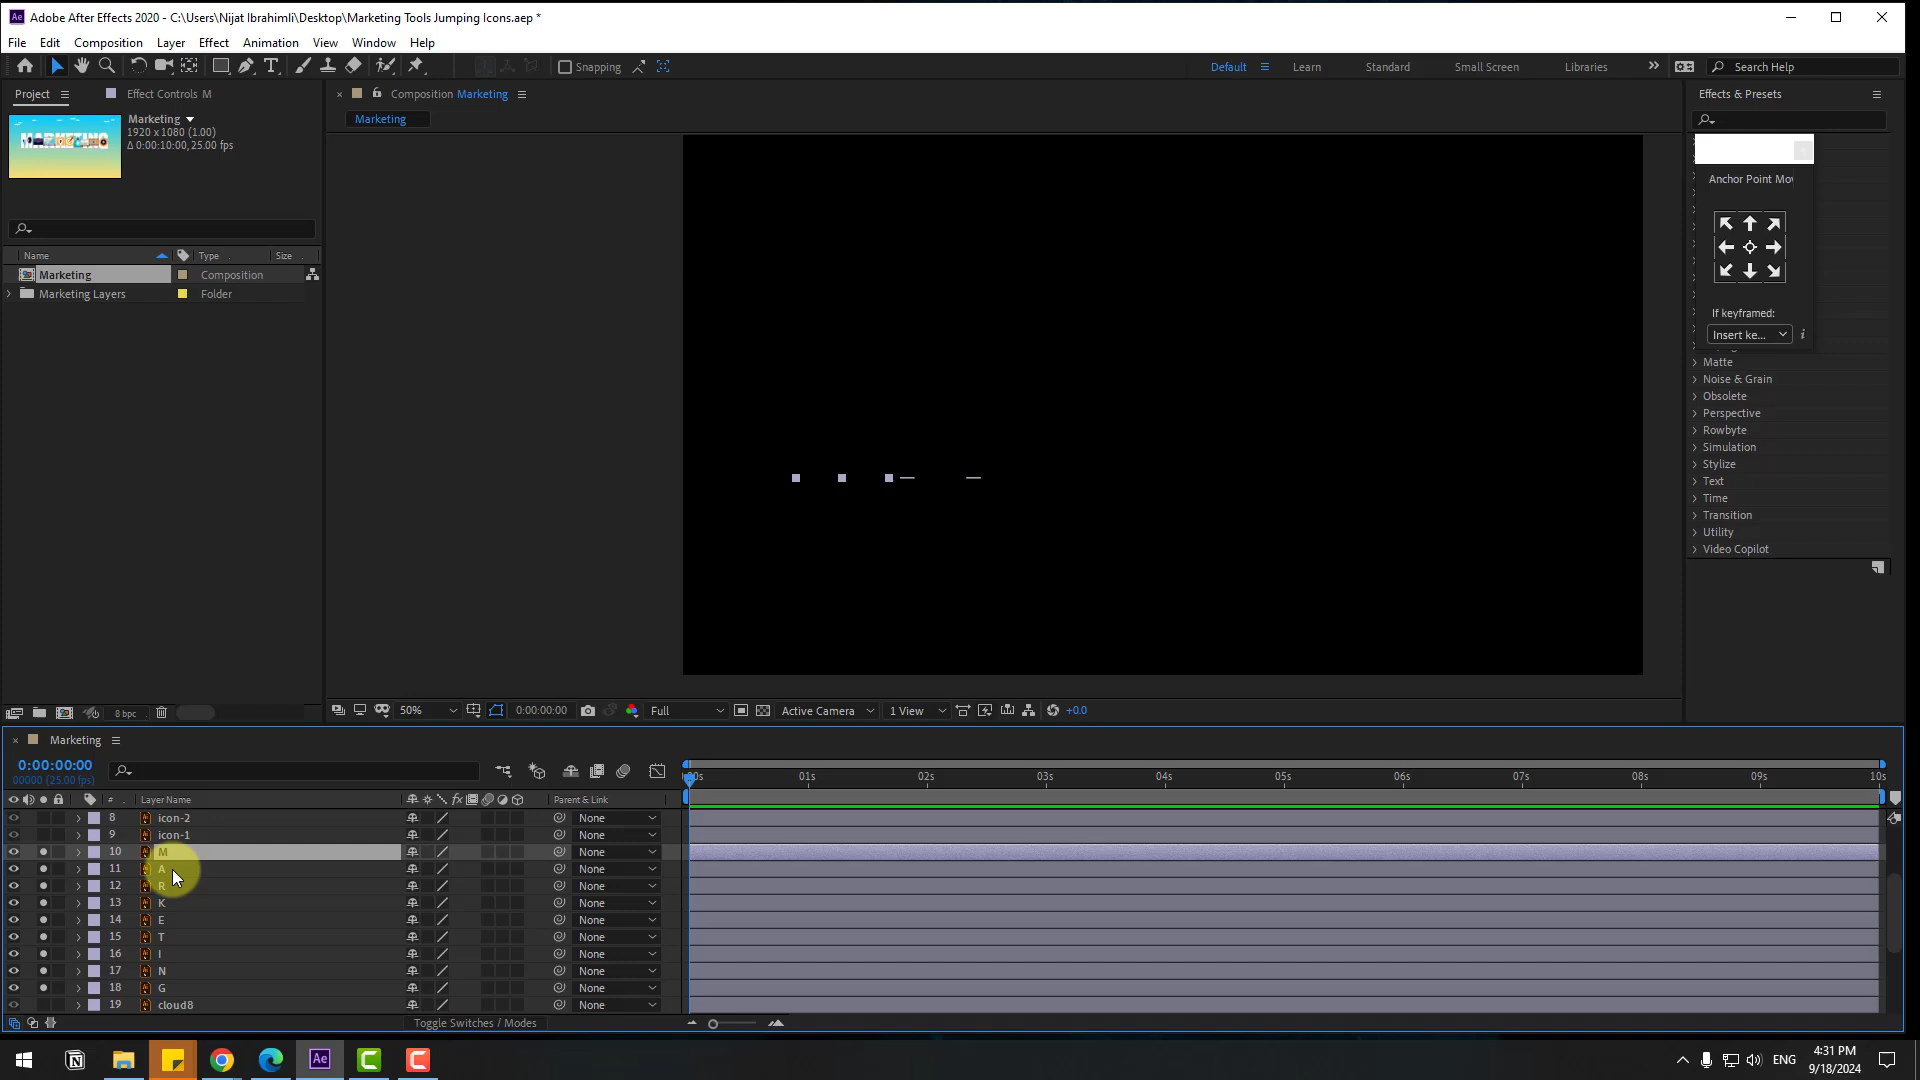 Adobe After Effects 2020 - C:\Users\Nijat Ibrahimli\Desktop\Marketing Tools Jumping Icons.aep *
File Edit Composition Layer Effect Animation View Window Help
Snapping Default Learn Standard Small Screen Libraries Search Help
Project Effect Controls M Composition Marketing Effects & Presets
Marketing
Marketing
1920 x 1080 (1.00)
Δ 0:00:10:00, 25.00 fps
MARKETING
Name Type Size
Marketing Composition
Marketing Layers Folder
Anchor Point Mov
If keyframed:
Insert ke...
Matte
Noise & Grain
Obsolete
Perspective
Rowbyte
Simulation
Stylize
Text
Time
Transition
Utility
Video Copilot
8 bpc 50% 0:00:00:00 Full Active Camera 1 View +0.0
Marketing
0:00:00:00
00000 (25.00 fps)
:00s 01s 02s 03s 04s 05s 06s 07s 08s 09s 10s
# Layer Name fx Parent & Link
8 icon-2 None
9 icon-1 None
10 M None
11 A None
12 R None
13 K None
14 E None
15 T None
16 I None
17 N None
18 G None
19 cloud8 None
Toggle Switches / Modes
Ae ENG 4:31 PM
9/18/2024